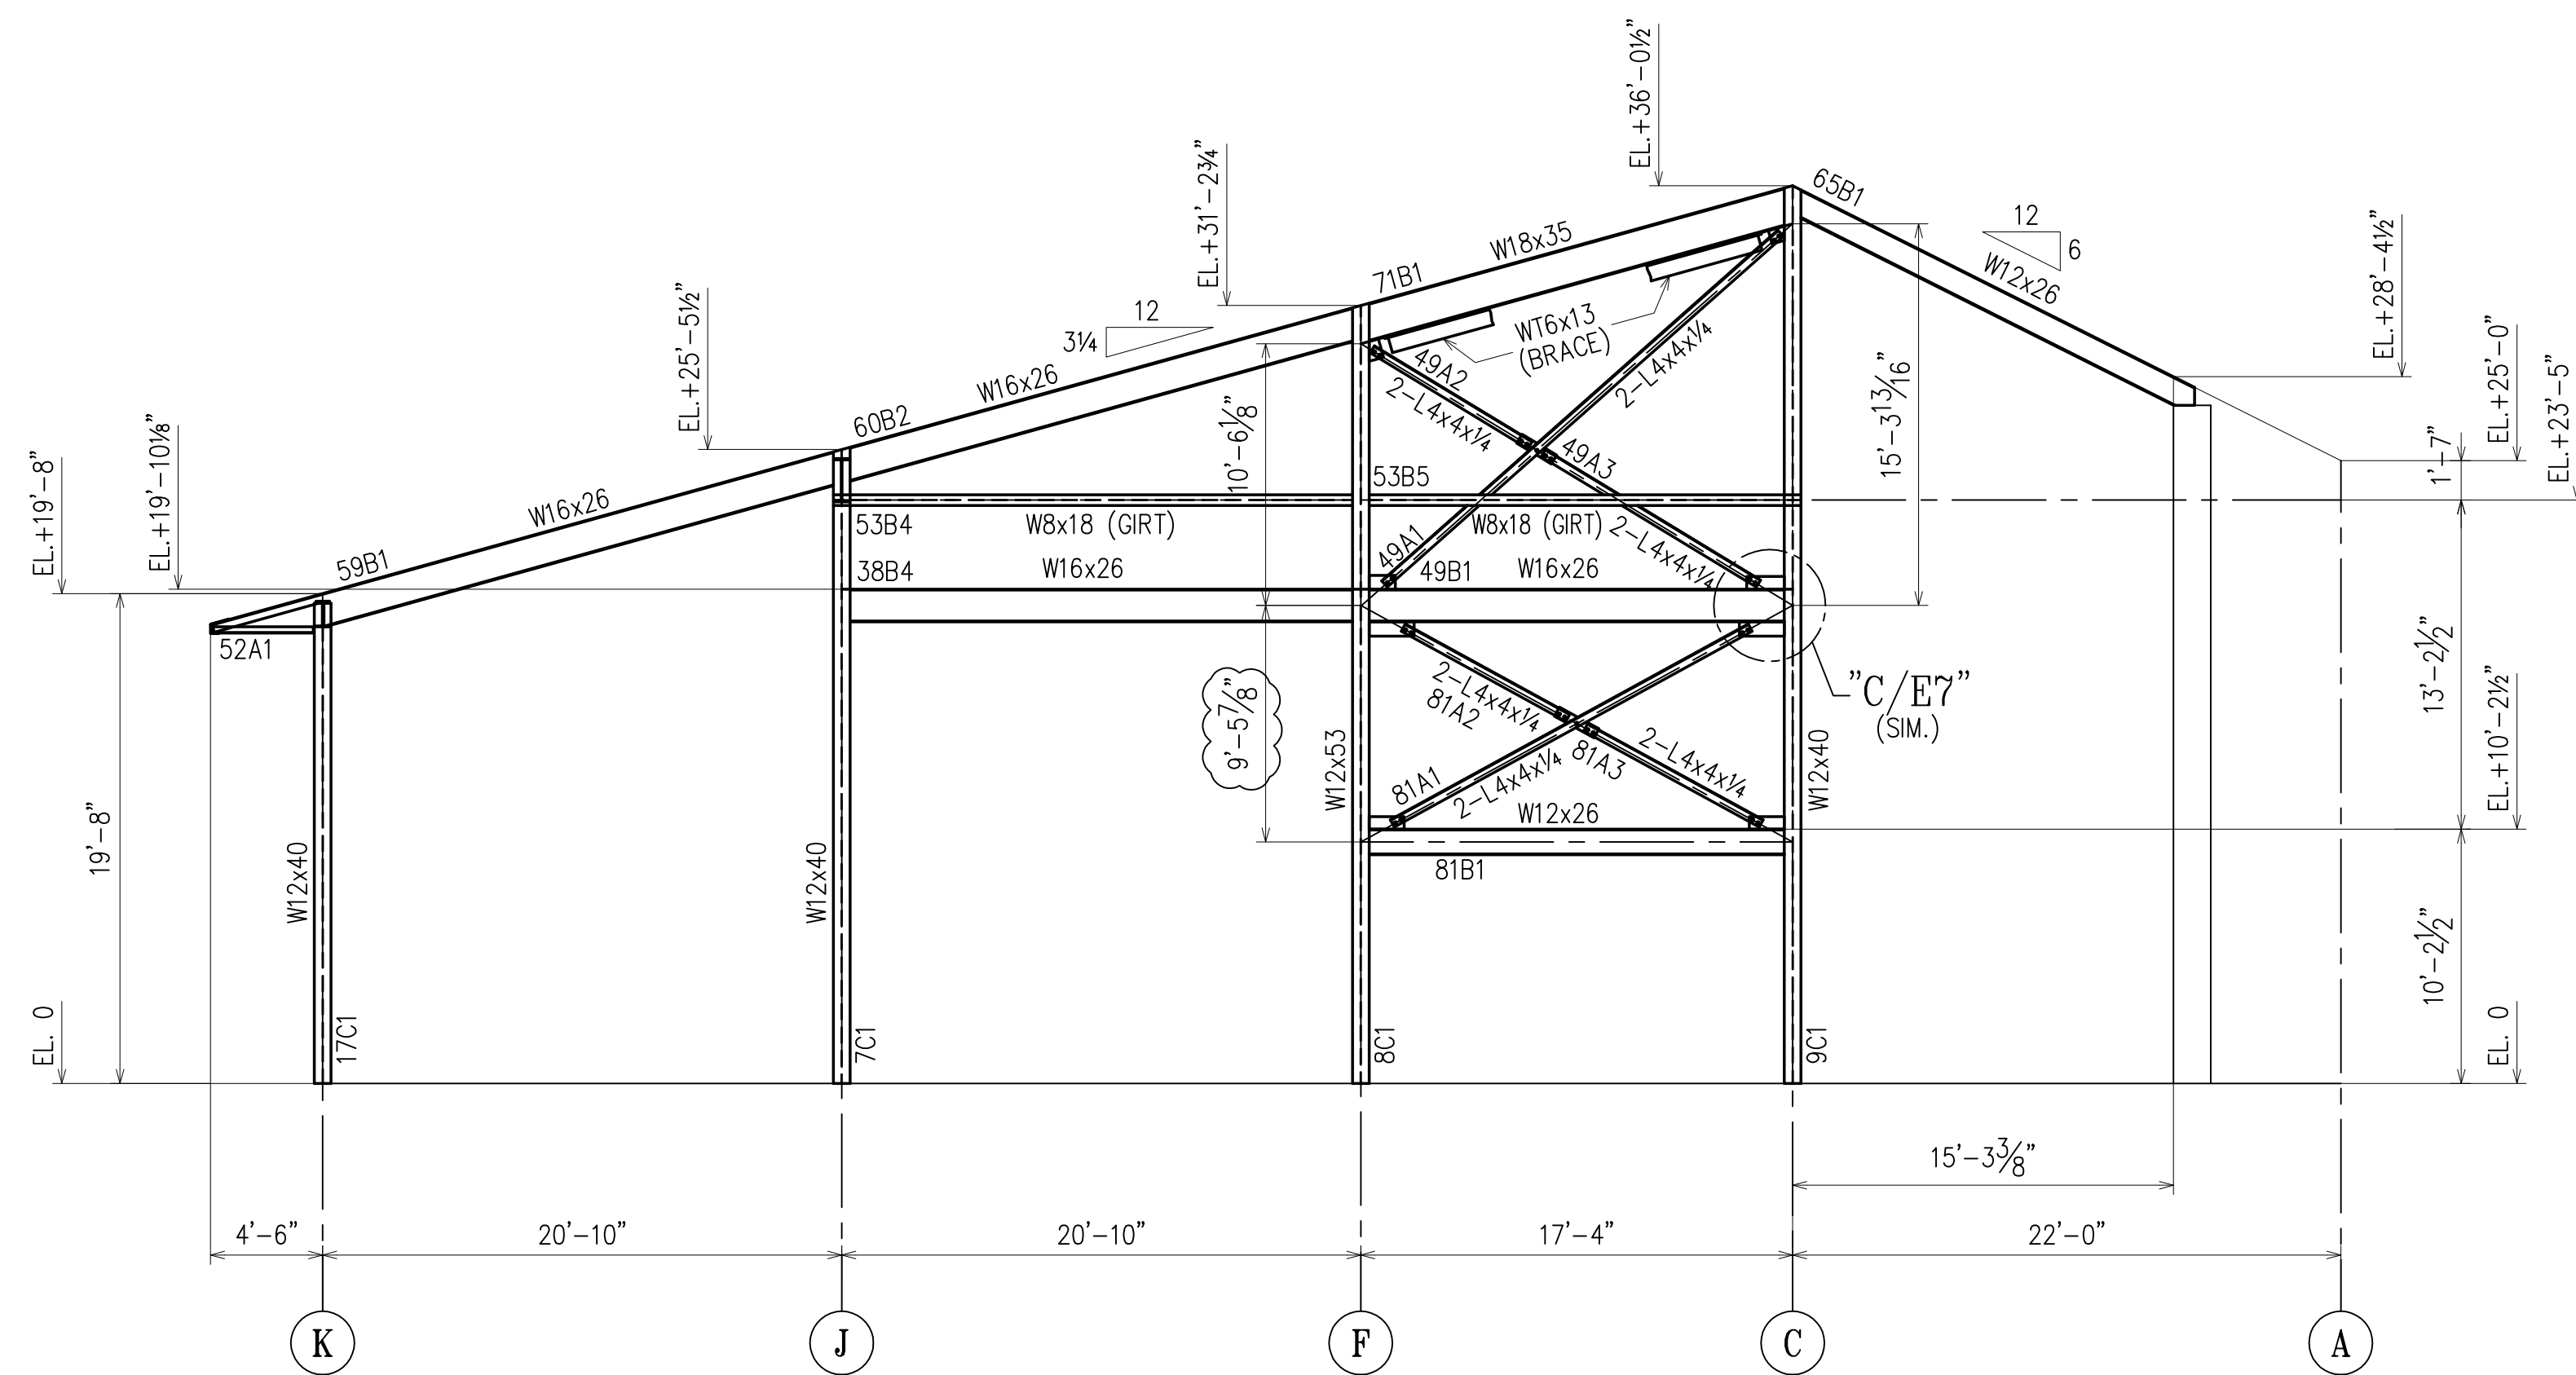 EL.+36'-0½"
EL.+31'-2¾"
EL.+25'-5½"
EL.+19'-10⅛"
EL.+19'-8"
65B1
12
6
W12x26
EL.+28'-4½"
EL.+25'-0"
EL.+23'-5"
W18x35
71B1
12
3¼
W16x26
60B2
W16x26
59B1
52A1
WT6x13
(BRACE)
49A2
2-L4x4x¼
2-L4x4x¼
49A3
15'-3 13/16"
10'-6⅛"
1'-7"
53B5
53B4
W8x18 (GIRT)
W8x18 (GIRT)
2-L4x4x¼
49A1
38B4
W16x26
49B1
W16x26
"C/E7"
(SIM.)
13'-2½"
9'-5⅞"
2-L4x4x¼
81A2
81A3
2-L4x4x¼
81A1
2-L4x4x¼
W12x26
81B1
W12x53
W12x40
EL.+10'-2½"
19'-8"
W12x40
W12x40
10'-2½"
EL. 0
17C1
7C1
8C1
9C1
EL. 0
15'-3⅜"
4'-6"
20'-10"
20'-10"
17'-4"
22'-0"
K
J
F
C
A